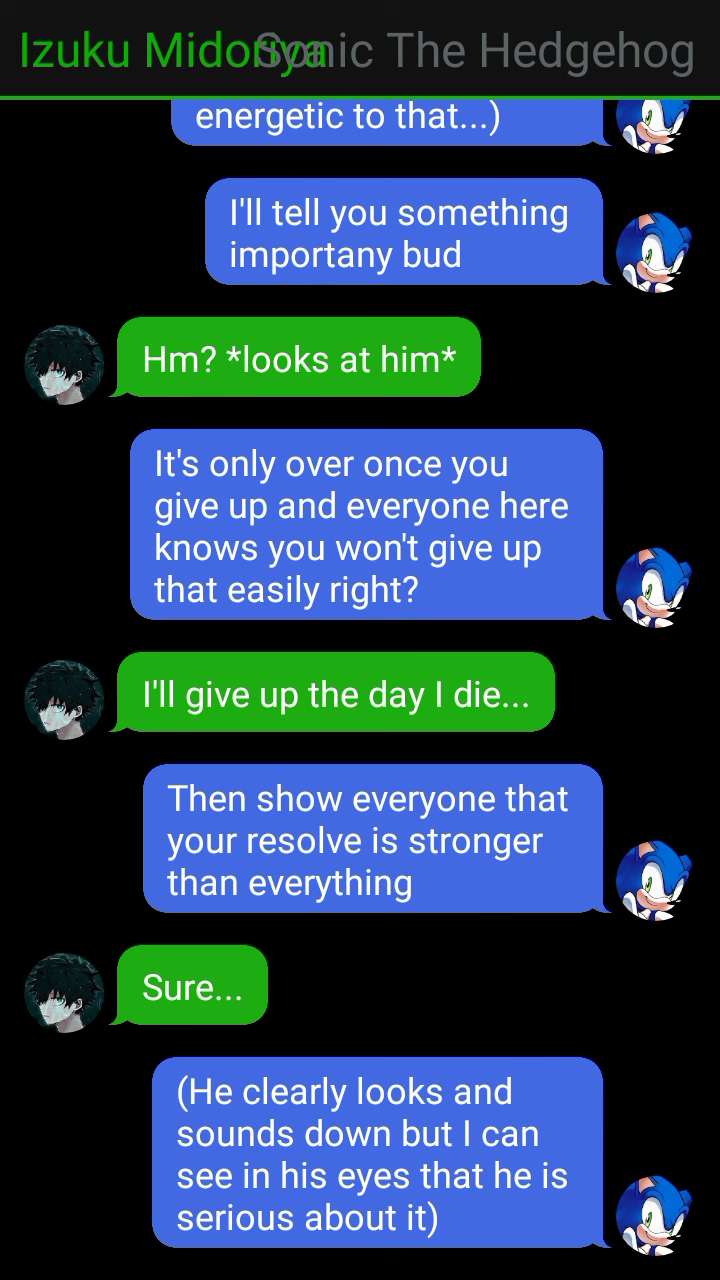 Izuku Midoriya
Sonic The Hedgehog
energetic to that...)
I'll tell you something
importany bud
Hm? *looks at him*
It's only over once you
give up and everyone here
knows you won't give up
that easily right?
I'll give up the day I die...
Then show everyone that
your resolve is stronger
than everything
Sure...
(He clearly looks and
sounds down but I can
see in his eyes that he is
serious about it)